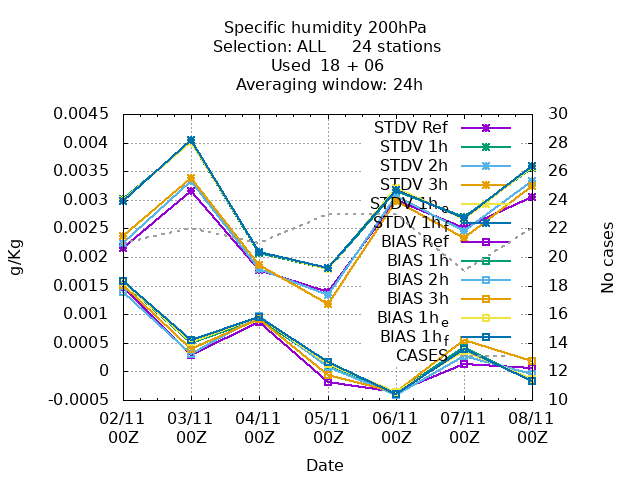 Specific humidity 200hPa
Selection: ALL 24 stations
Used 18 + 06
Averaging window: 24h
0.0045
0.004
0.0035
0.003
0.0025
0.002
0.0015
0.001
0.0005
0
-0.0005
g/Kg
30
28
26
24
22
20
18
16
14
12
10
No cases
STDV Ref
STDV 1h
STDV 2h
STDV 3h
STDV 1h e
STDV 1h f
BIAS Ref
BIAS 1h
BIAS 2h
BIAS 3h
BIAS 1h e
BIAS 1h f
CASES
02/11 03/11 04/11 05/11 06/11 07/11 08/11
00Z 00Z 00Z 00Z 00Z 00Z 00Z
Date